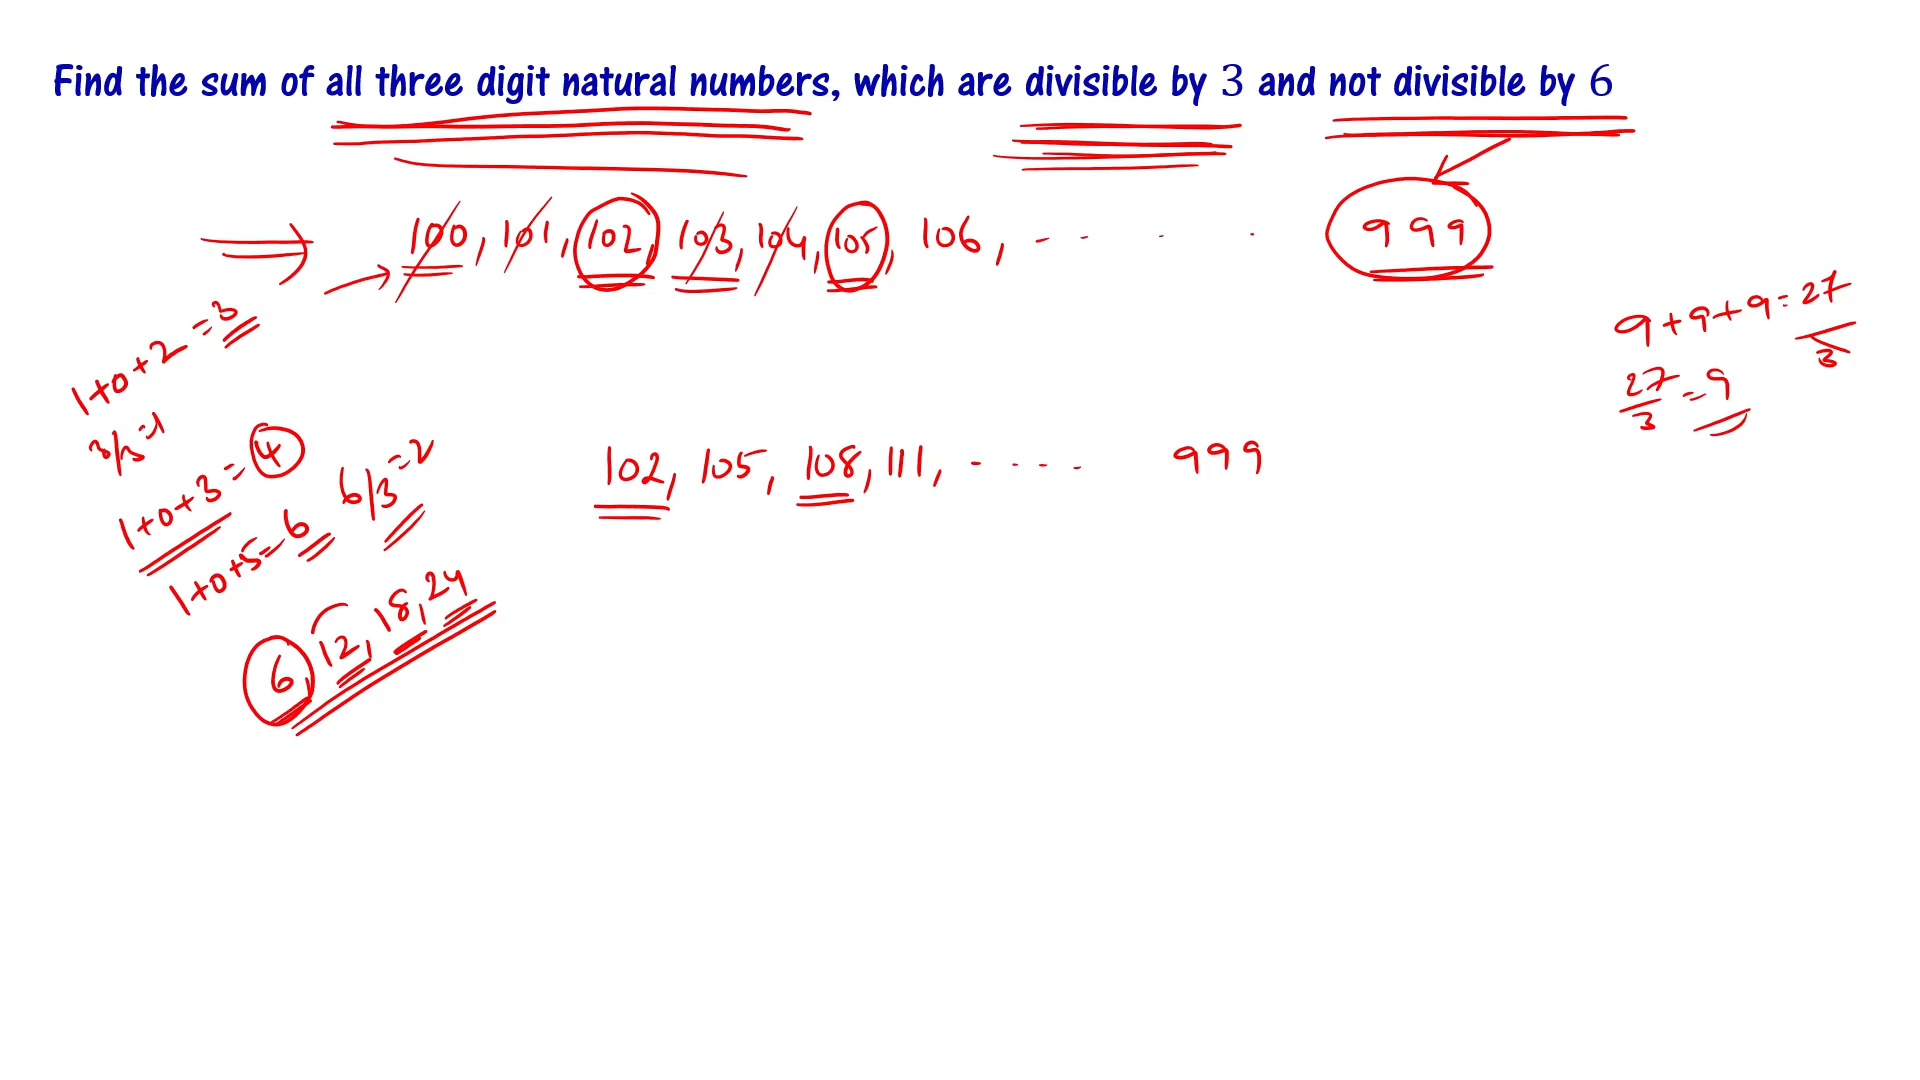 Find the sum of all three digit natural numbers, which are divisible by 3 and not divisible by 6
100, 101, 102, 103, 104, 105, 106, - - . . 999
1+0+2=3
3/3=1
1+0+3=4
1+0+5=6 6/3=2
6, 12, 18, 24
102, 105, 108, 111, - - - - 999
9+9+9=27/3
27/3=9